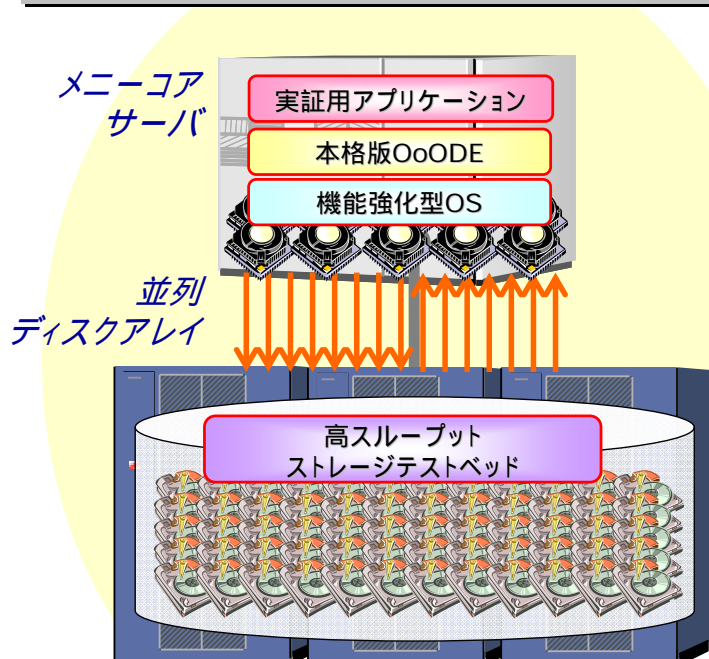 メニーコア
サーバ
実証用アプリケーション
本格版OoODE
機能強化型OS
並列
ディスクアレイ
高スループット
ストレージテストベッド